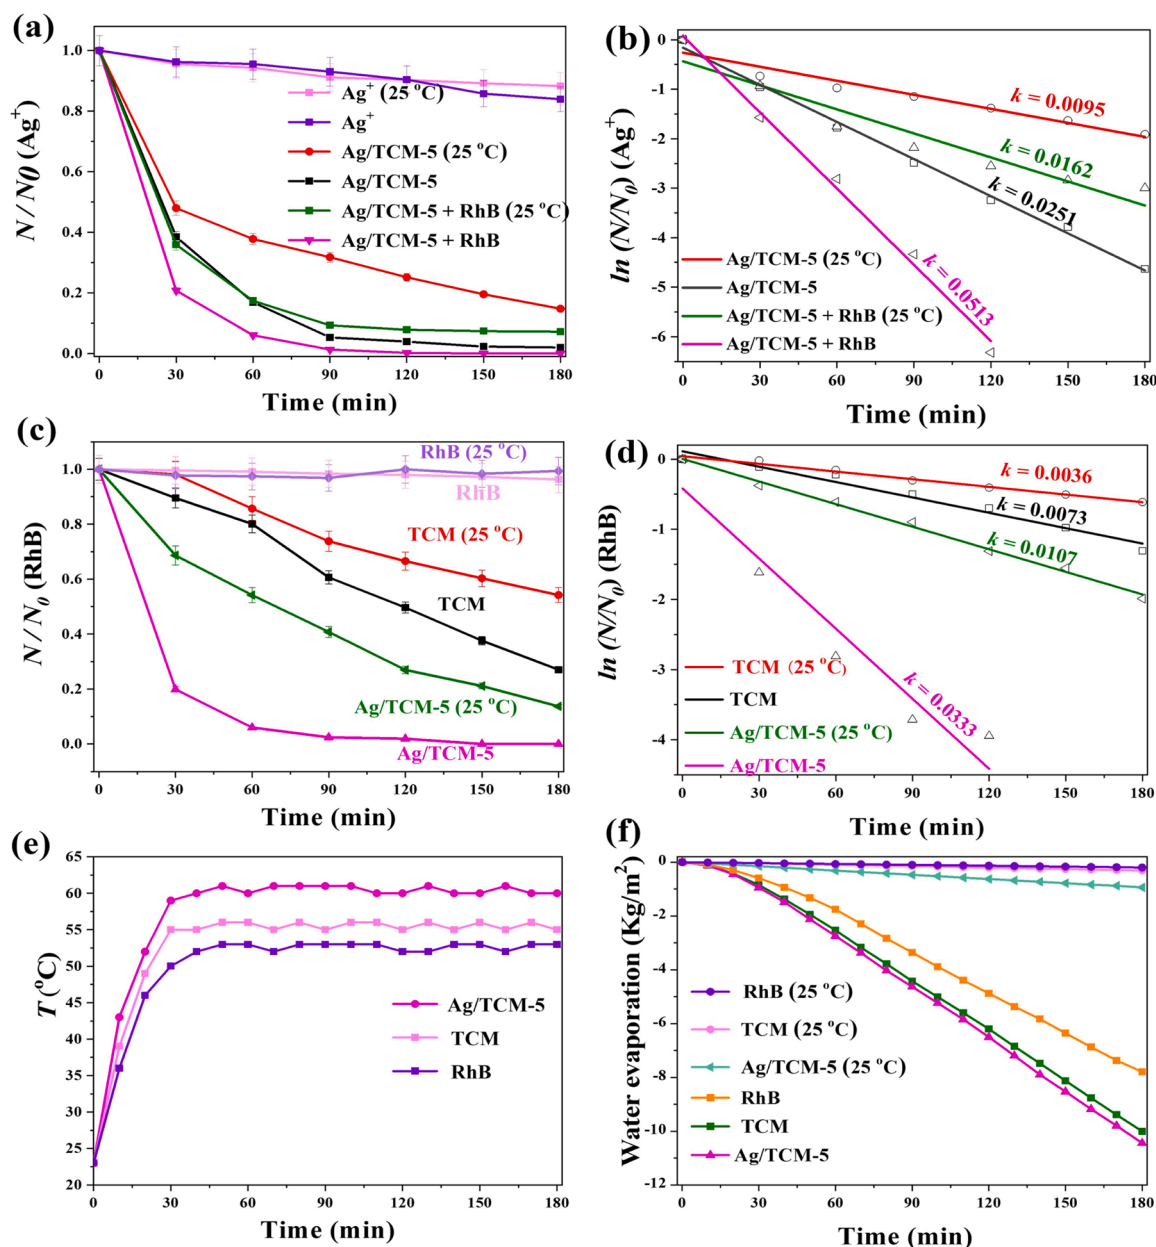 (a)
N / N0 (Ag⁺)
1.0
0.8
0.6
0.4
0.2
0.0
Ag⁺ (25 °C)
Ag⁺
Ag/TCM-5 (25 °C)
Ag/TCM-5
Ag/TCM-5 + RhB (25 °C)
Ag/TCM-5 + RhB
0 30 60 90 120 150 180
Time (min)
(b)
ln (N/N₀) (Ag⁺)
0
-1
-2
-3
-4
-5
-6
k = 0.0095
k = 0.0162
k = 0.0251
k = 0.0513
Ag/TCM-5 (25 °C)
Ag/TCM-5
Ag/TCM-5 + RhB (25 °C)
Ag/TCM-5 + RhB
0 30 60 90 120 150 180
Time (min)
(c)
N / N₀ (RhB)
1.0
0.8
0.6
0.4
0.2
0.0
RhB (25 °C)
RhB
TCM (25 °C)
TCM
Ag/TCM-5 (25 °C)
Ag/TCM-5
0 30 60 90 120 150 180
Time (min)
(d)
ln (N/N₀) (RhB)
0
-1
-2
-3
-4
k = 0.0036
k = 0.0073
k = 0.0107
k = 0.0333
TCM (25 °C)
TCM
Ag/TCM-5 (25 °C)
Ag/TCM-5
0 30 60 90 120 150 180
Time (min)
(e)
T (°C)
65
60
55
50
45
40
35
30
25
20
Ag/TCM-5
TCM
RhB
0 30 60 90 120 150 180
Time (min)
(f)
Water evaporation (Kg/m²)
0
-2
-4
-6
-8
-10
-12
RhB (25 °C)
TCM (25 °C)
Ag/TCM-5 (25 °C)
RhB
TCM
Ag/TCM-5
0 30 60 90 120 150 180
Time (min)